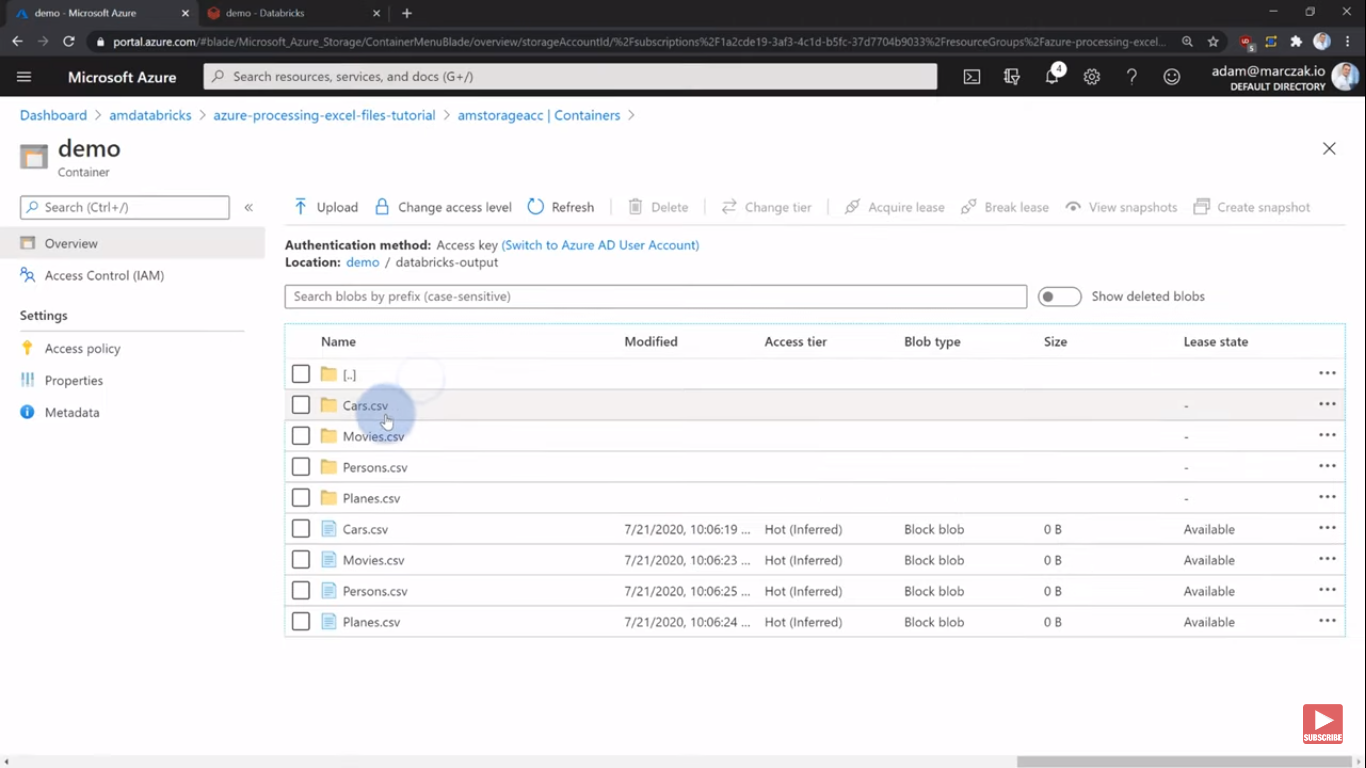 demo - Microsoft Azure
demo - Databricks
portal.azure.com/#blade/Microsoft_Azure_Storage/ContainerMenuBlade/overview/storageAccountId/%2Fsubscriptions%2F1a2cde19-3af3-4c1d-b5fc-37d7704b9033%2FresourceGroups%2Fazure-processing-excel...
5
Microsoft Azure
Search resources, services, and docs (G+/)
4
adam@marczak.io
DEFAULT DIRECTORY
Dashboard > amdatabricks > azure-processing-excel-files-tutorial > amstorageacc | Containers >
demo
Container
Search (Ctrl+/)
«
Overview
Access Control (IAM)
Settings
Access policy
Properties
Metadata
Upload Change access level Refresh Delete Change tier Acquire lease Break lease View snapshots Create snapshot
Authentication method: Access key (Switch to Azure AD User Account)
Location: demo / databricks-output
Search blobs by prefix (case-sensitive)
Show deleted blobs
Name Modified Access tier Blob type Size Lease state
[..] ...
Cars.csv - ...
Movies.csv - ...
Persons.csv - ...
Planes.csv - ...
Cars.csv 7/21/2020, 10:06:19 ... Hot (Inferred) Block blob 0 B Available ...
Movies.csv 7/21/2020, 10:06:23 ... Hot (Inferred) Block blob 0 B Available ...
Persons.csv 7/21/2020, 10:06:25 ... Hot (Inferred) Block blob 0 B Available ...
Planes.csv 7/21/2020, 10:06:24 ... Hot (Inferred) Block blob 0 B Available ...
SUBSCRIBE